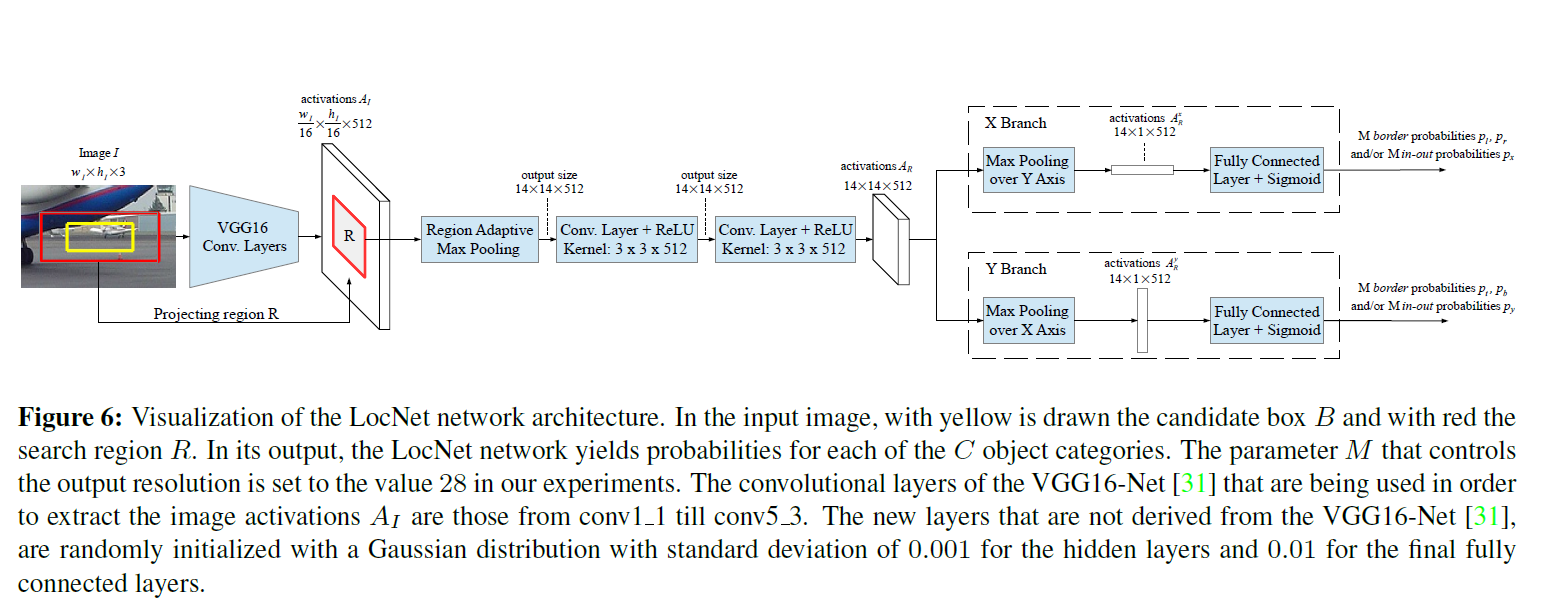 activations A_I
w_I/16 × h_I/16 ×512
Image I
w_I×h_I×3
VGG16
Conv. Layers
R
Projecting region R
Region Adaptive
Max Pooling
output size
14×14×512
Conv. Layer + ReLU
Kernel: 3 x 3 x 512
output size
14×14×512
Conv. Layer + ReLU
Kernel: 3 x 3 x 512
activations A_R
14×14×512
X Branch
Max Pooling
over Y Axis
activations A_R^x
14×1×512
Fully Connected
Layer + Sigmoid
M border probabilities p_l, p_r
and/or M in-out probabilities p_x
Y Branch
Max Pooling
over X Axis
activations A_R^y
14×1×512
Fully Connected
Layer + Sigmoid
M border probabilities p_t, p_b
and/or M in-out probabilities p_y
Figure 6: Visualization of the LocNet network architecture. In the input image, with yellow is drawn the candidate box B and with red the
search region R. In its output, the LocNet network yields probabilities for each of the C object categories. The parameter M that controls
the output resolution is set to the value 28 in our experiments. The convolutional layers of the VGG16-Net [31] that are being used in order
to extract the image activations A_I are those from conv1_1 till conv5_3. The new layers that are not derived from the VGG16-Net [31],
are randomly initialized with a Gaussian distribution with standard deviation of 0.001 for the hidden layers and 0.01 for the final fully
connected layers.